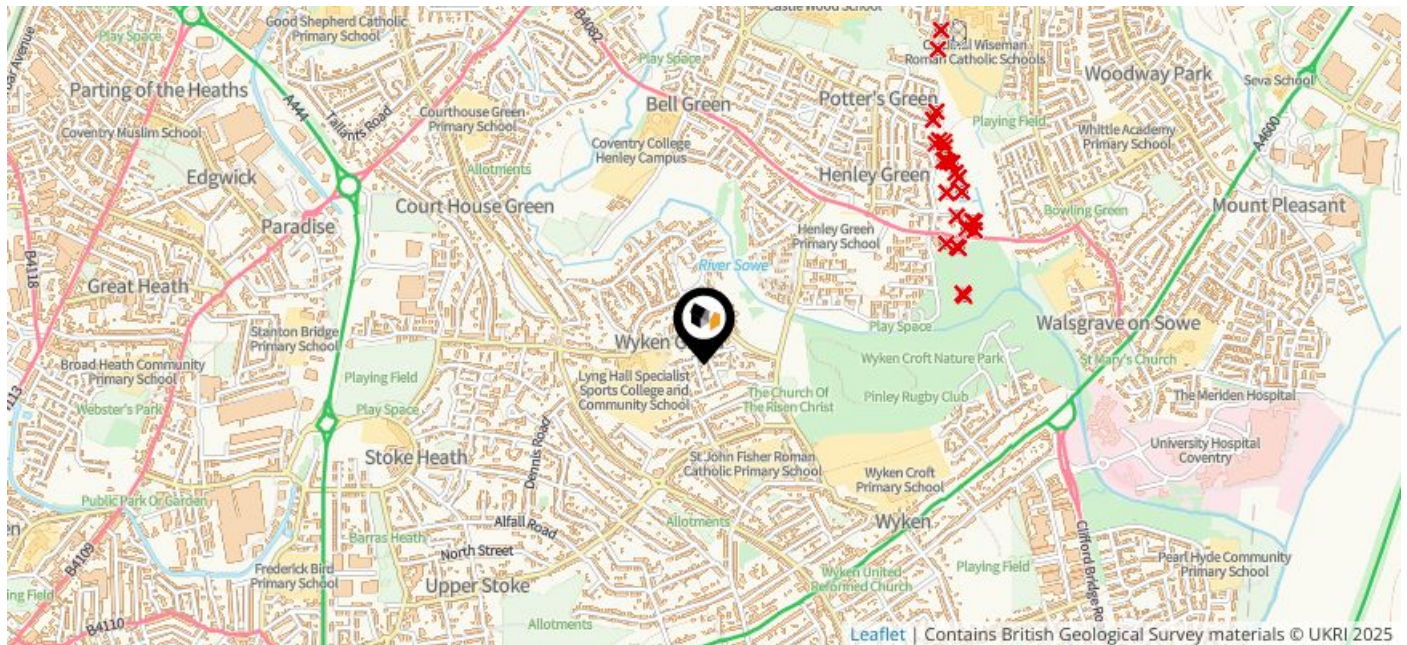 Good Shepherd Catholic
Primary School
Play Space
B4082
Castle Wood School
Cardinal Wiseman
Roman Catholic Schools
Woodway Park
Seva School
Avenue
Parting of the Heaths
A444
Tallants Road
Courthouse Green
Primary School
Play Space
Bell Green
Potter's Green
Playing Field
Whittle Academy
Primary School
A4600
Coventry Muslim School
Coventry College
Henley Campus
Allotments
Edgwick
Henley Green
Court House Green
Paradise
Bowling Green
Mount Pleasant
Henley Green
Primary School
B4118
River Sowe
Great Heath
Stanton Bridge
Primary School
Play Space
Walsgrave on Sowe
Wyken
Broad Heath Community
Primary School
Playing Field
Lyng Hall Specialist
Sports College and
Community School
Wyken Croft Nature Park
St Mary's Church
The Church Of
The Risen Christ
Pinley Rugby Club
The Meriden Hospital
Webster's Park
Play Space
Dennis Road
University Hospital
Coventry
Stoke Heath
St John Fisher Roman
Catholic Primary School
Wyken Croft
Primary School
Public Park Or Garden
Alfall Road
Allotments
Wyken
Barras Heath
North Street
B4109
Frederick Bird
Primary School
Upper Stoke
Wyken United
Reformed Church
Playing Field
Clifford Bridge Ro
Pearl Hyde Community
Primary School
ing Field
B4110
Allotments
Leaflet | Contains British Geological Survey materials © UKRI 2025